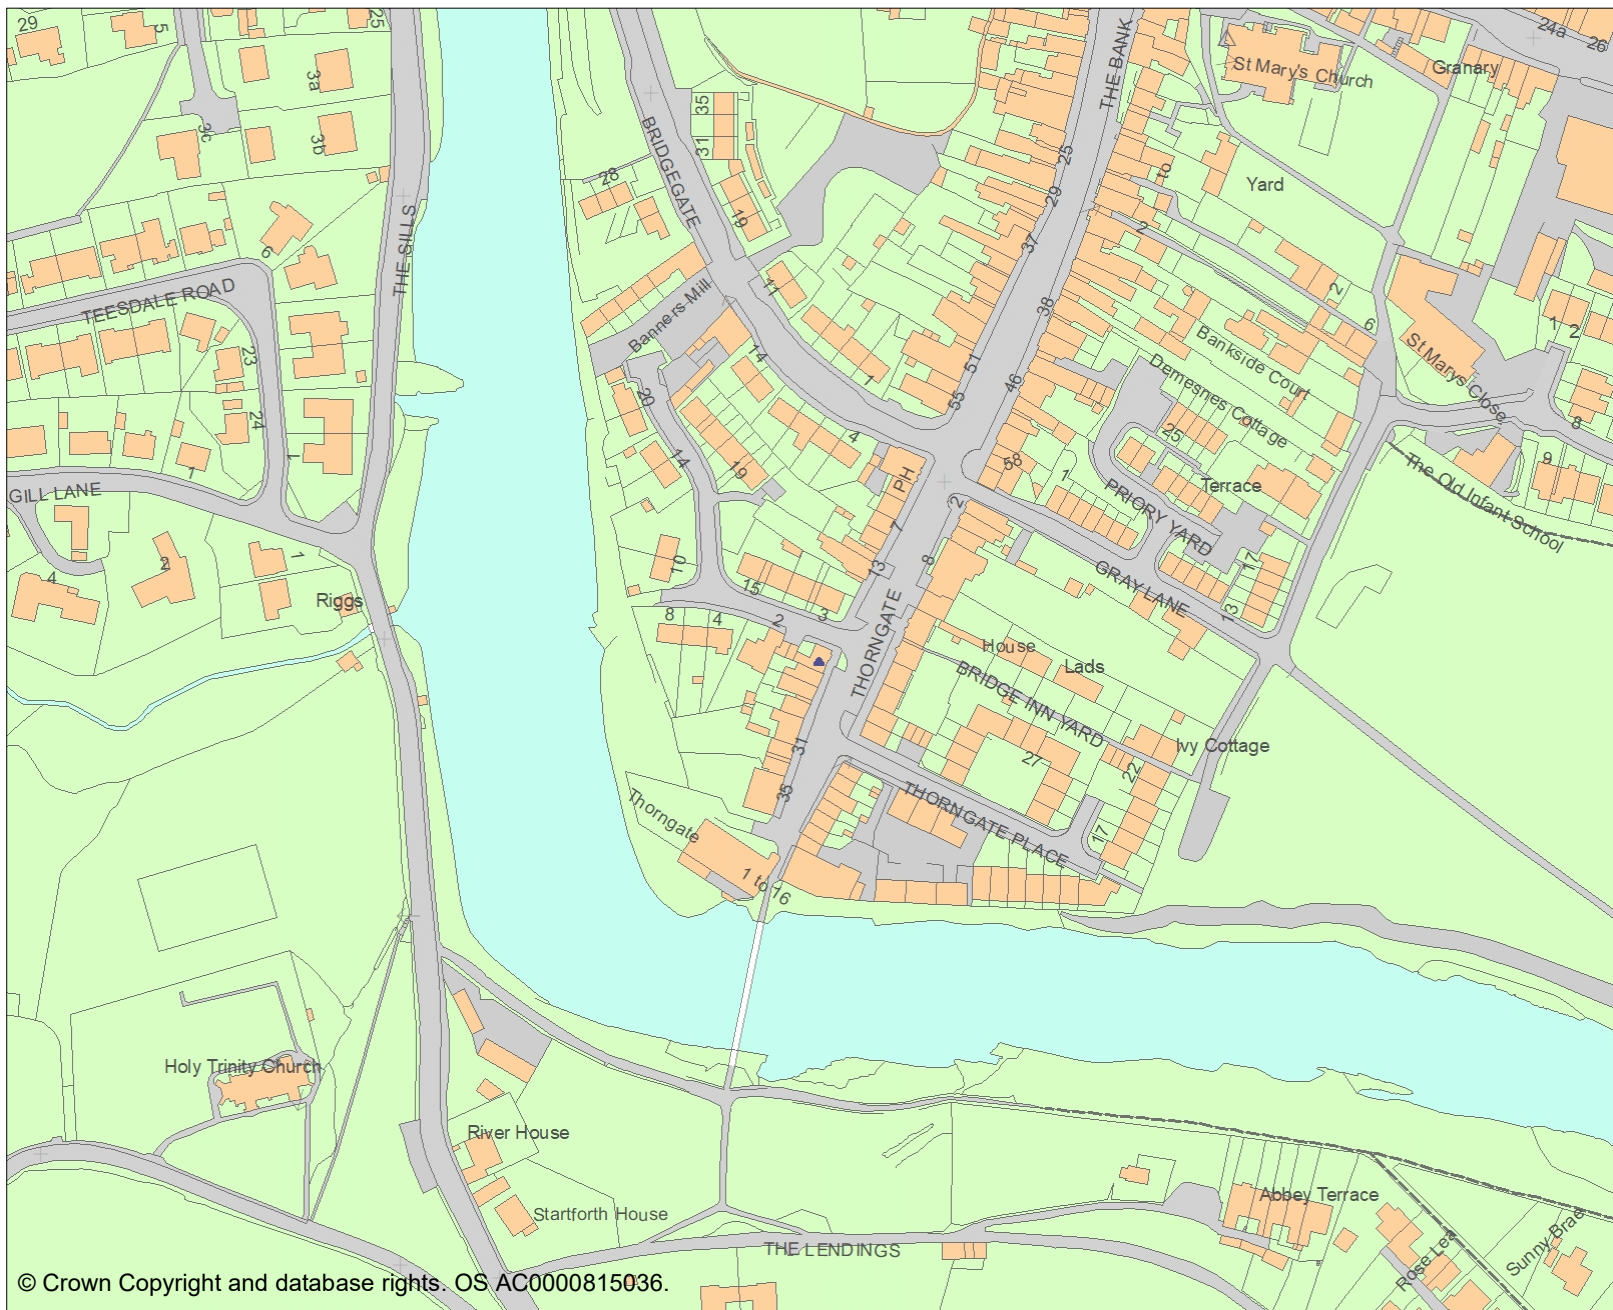 29
5
25
24a
26
THE BANK
St Mary's Church
Granary
3a
3c
3b
35
31
BRIDGEGATE
28
19
25
29
to
Yard
2
37
THE SILLS
6
TEESDALE ROAD
11
Banners Mill
38
2
6
1
2
St Marys Close
Bankside Court
Demesnes Cottage
23
24
14
1
51
46
55
20
4
25
8
1
1
GILL LANE
14
19
PH
58
1
Terrace
PRIORY YARD
9
The Old Infant School
7
2
4
2
1
10
13
8
17
GRAY LANE
13
Riggs
15
3
8
4
2
THORNGATE
House
Lads
BRIDGE INN YARD
31
27
22
Ivy Cottage
35
Thorngate
THORNGATE PLACE
17
1 to 16
Holy Trinity Church
River House
Startforth House
THE LENDINGS
Abbey Terrace
Rose Lea
Sunny Brae
© Crown Copyright and database rights. OS AC0000815036.